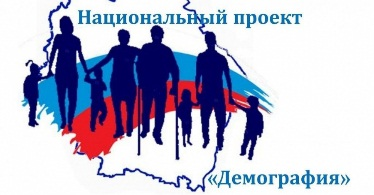 Национальный проект
«Демография»